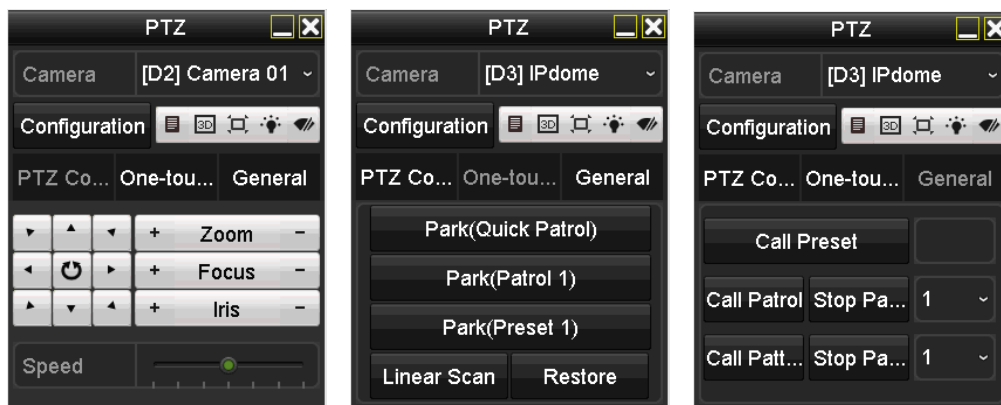 PTZ
Camera [D2] Camera 01
Configuration 3D
PTZ Co... One-tou... General
+ Zoom -
+ Focus -
+ Iris -
Speed
PTZ
Camera [D3] IPdome
Configuration 3D
PTZ Co... One-tou... General
Park(Quick Patrol)
Park(Patrol 1)
Park(Preset 1)
Linear Scan Restore
PTZ
Camera [D3] IPdome
Configuration 3D
PTZ Co... One-tou... General
Call Preset
Call Patrol Stop Pa... 1
Call Patt... Stop Pa... 1